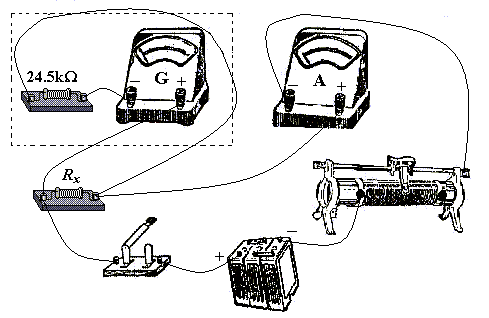 24.5kΩ
− G +
− A +
Rx
+ −